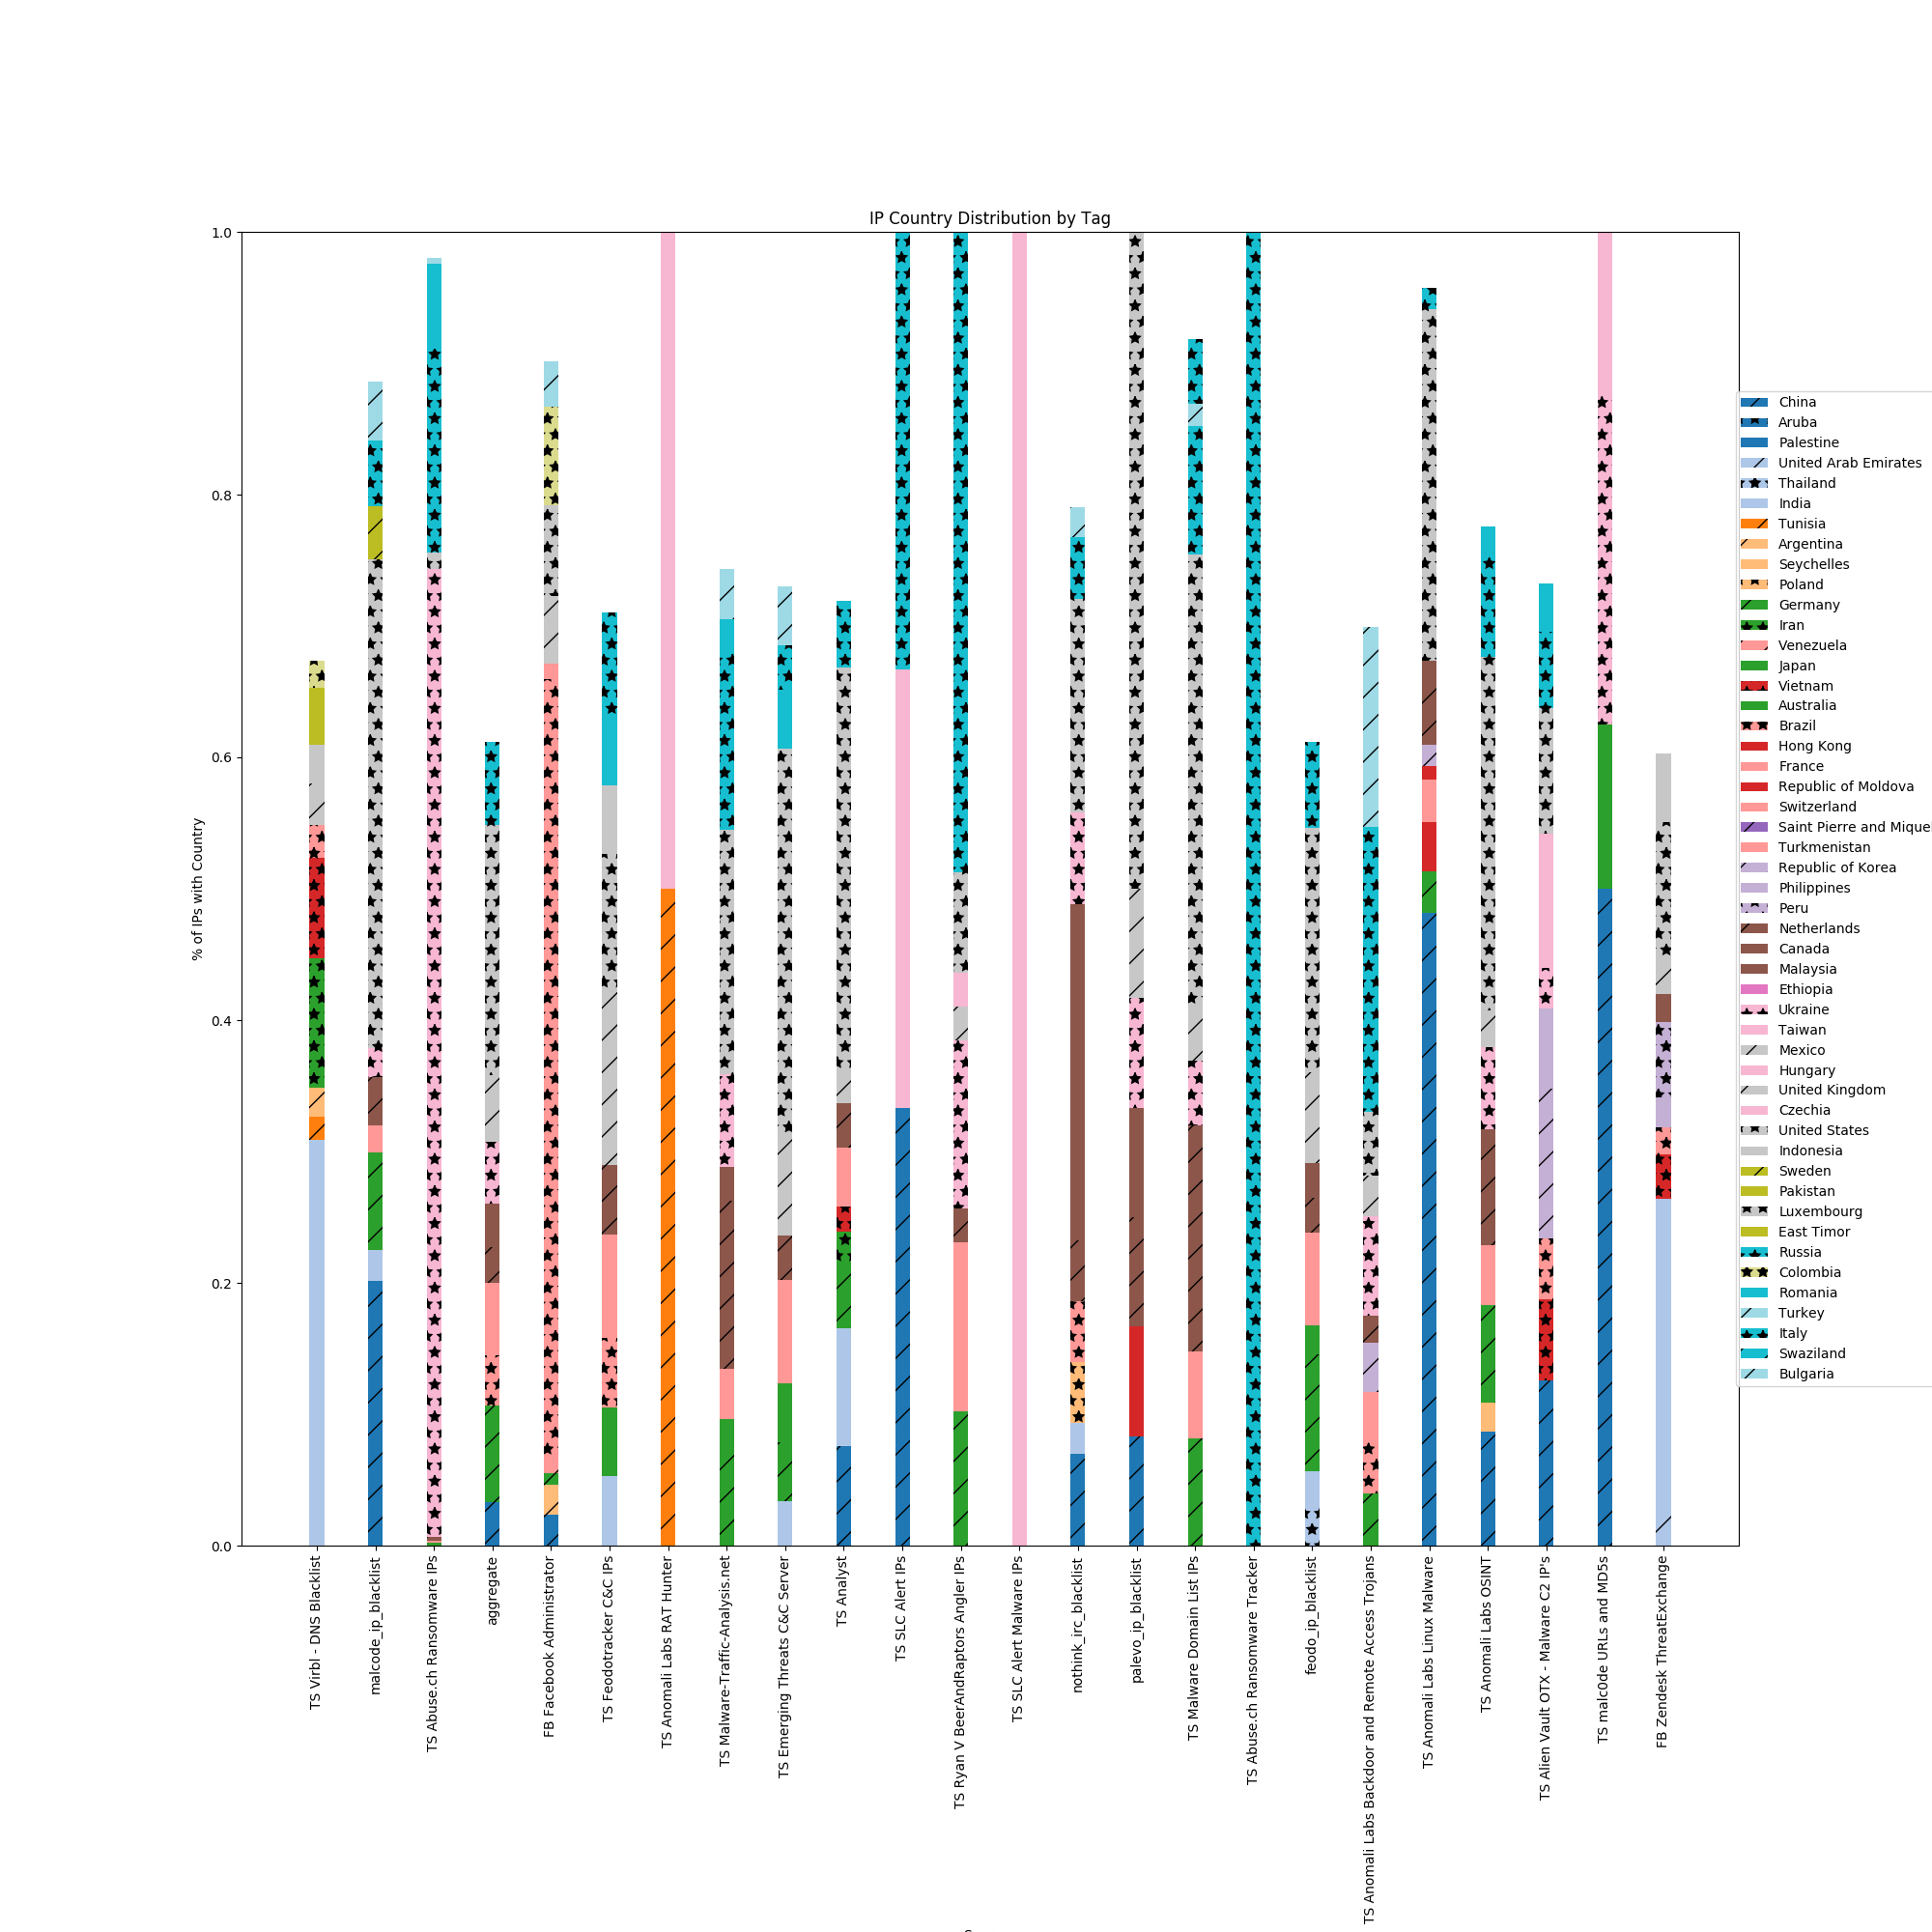 IP Country Distribution by Tag
% of IPs with Country
1.0
0.8
0.6
0.4
0.2
0.0
TS Virbl - DNS Blacklist
malcode_ip_blacklist
TS Abuse.ch Ransomware IPs
aggregate
FB Facebook Administrator
TS Feodotracker C&C IPs
TS Anomali Labs RAT Hunter
TS Malware-Traffic-Analysis.net
TS Emerging Threats C&C Server
TS Analyst
TS SLC Alert IPs
TS Ryan V BeerAndRaptors Angler IPs
TS SLC Alert Malware IPs
nothink_irc_blacklist
palevo_ip_blacklist
TS Malware Domain List IPs
TS Abuse.ch Ransomware Tracker
feodo_ip_blacklist
TS Anomali Labs Backdoor and Remote Access Trojans
TS Anomali Labs Linux Malware
TS Anomali Labs OSINT
TS Alien Vault OTX - Malware C2 IP's
TS malc0de URLs and MD5s
FB Zendesk ThreatExchange
China
Aruba
Palestine
United Arab Emirates
Thailand
India
Tunisia
Argentina
Seychelles
Poland
Germany
Iran
Venezuela
Japan
Vietnam
Australia
Brazil
Hong Kong
France
Republic of Moldova
Switzerland
Saint Pierre and Miquel
Turkmenistan
Republic of Korea
Philippines
Peru
Netherlands
Canada
Malaysia
Ethiopia
Ukraine
Taiwan
Mexico
Hungary
United Kingdom
Czechia
United States
Indonesia
Sweden
Pakistan
Luxembourg
East Timor
Russia
Colombia
Romania
Turkey
Italy
Swaziland
Bulgaria